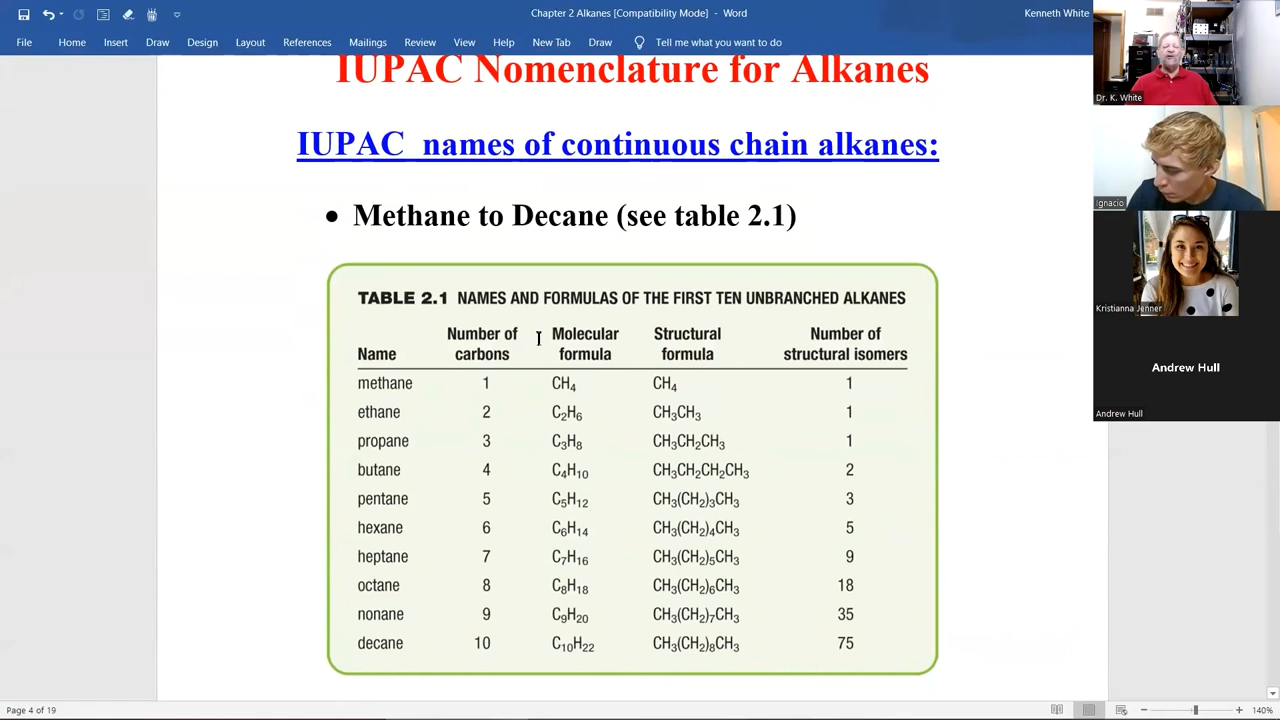 Chapter 2 Alkanes [Compatibility Mode] - Word
Kenneth White
File Home Insert Draw Design Layout References Mailings Review View Help New Tab Draw Tell me what you want to do
IUPAC Nomenclature for Alkanes
IUPAC names of continuous chain alkanes:
• Methane to Decane (see table 2.1)
TABLE 2.1 NAMES AND FORMULAS OF THE FIRST TEN UNBRANCHED ALKANES
Name Number of carbons Molecular formula Structural formula Number of structural isomers
methane 1 CH₄ CH₄ 1
ethane 2 C₂H₆ CH₃CH₃ 1
propane 3 C₃H₈ CH₃CH₂CH₃ 1
butane 4 C₄H₁₀ CH₃CH₂CH₂CH₃ 2
pentane 5 C₅H₁₂ CH₃(CH₂)₃CH₃ 3
hexane 6 C₆H₁₄ CH₃(CH₂)₄CH₃ 5
heptane 7 C₇H₁₆ CH₃(CH₂)₅CH₃ 9
octane 8 C₈H₁₈ CH₃(CH₂)₆CH₃ 18
nonane 9 C₉H₂₀ CH₃(CH₂)₇CH₃ 35
decane 10 C₁₀H₂₂ CH₃(CH₂)₈CH₃ 75
Dr. K. White
Ignacio
Kristianna Jenner
Andrew Hull
Andrew Hull
Page 4 of 19
140%